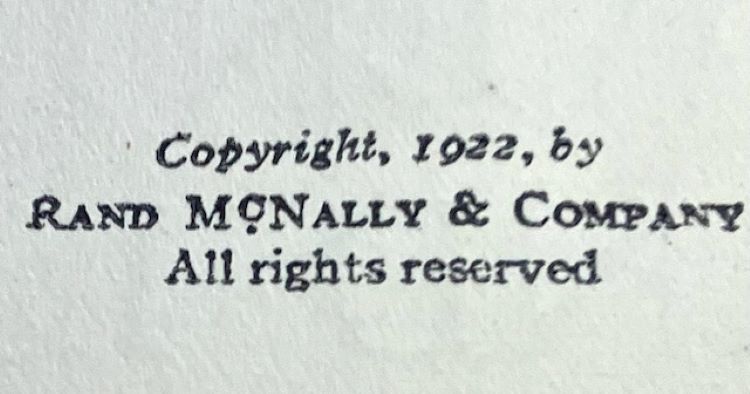 Copyright, 1922, by
RAND MCNALLY & COMPANY
All rights reserved